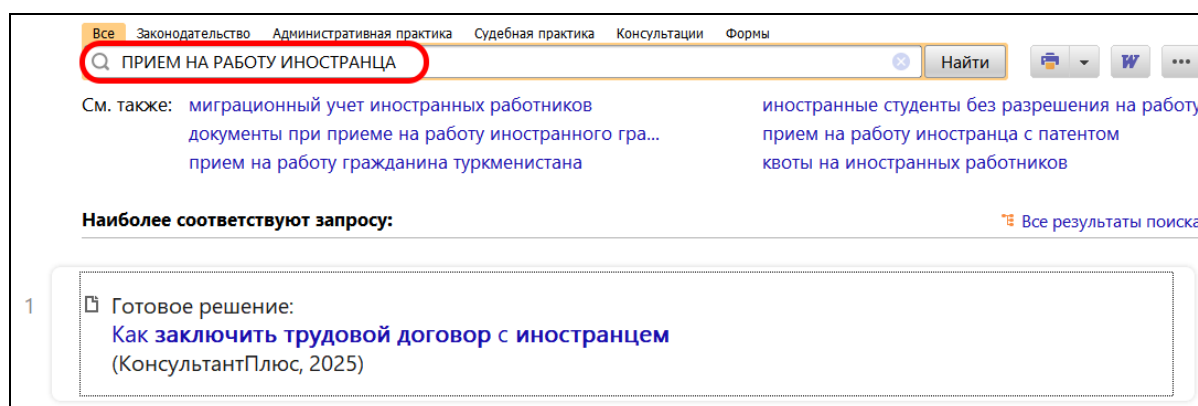 Все Законодательство Административная практика Судебная практика Консультации Формы
ПРИЕМ НА РАБОТУ ИНОСТРАНЦА Найти W
См. также: миграционный учет иностранных работников иностранные студенты без разрешения на работу
документы при приеме на работу иностранного гра... прием на работу иностранца с патентом
прием на работу гражданина туркменистана квоты на иностранных работников
Наиболее соответствуют запросу: Все результаты поиска
1 Готовое решение:
Как заключить трудовой договор с иностранцем
(КонсультантПлюс, 2025)